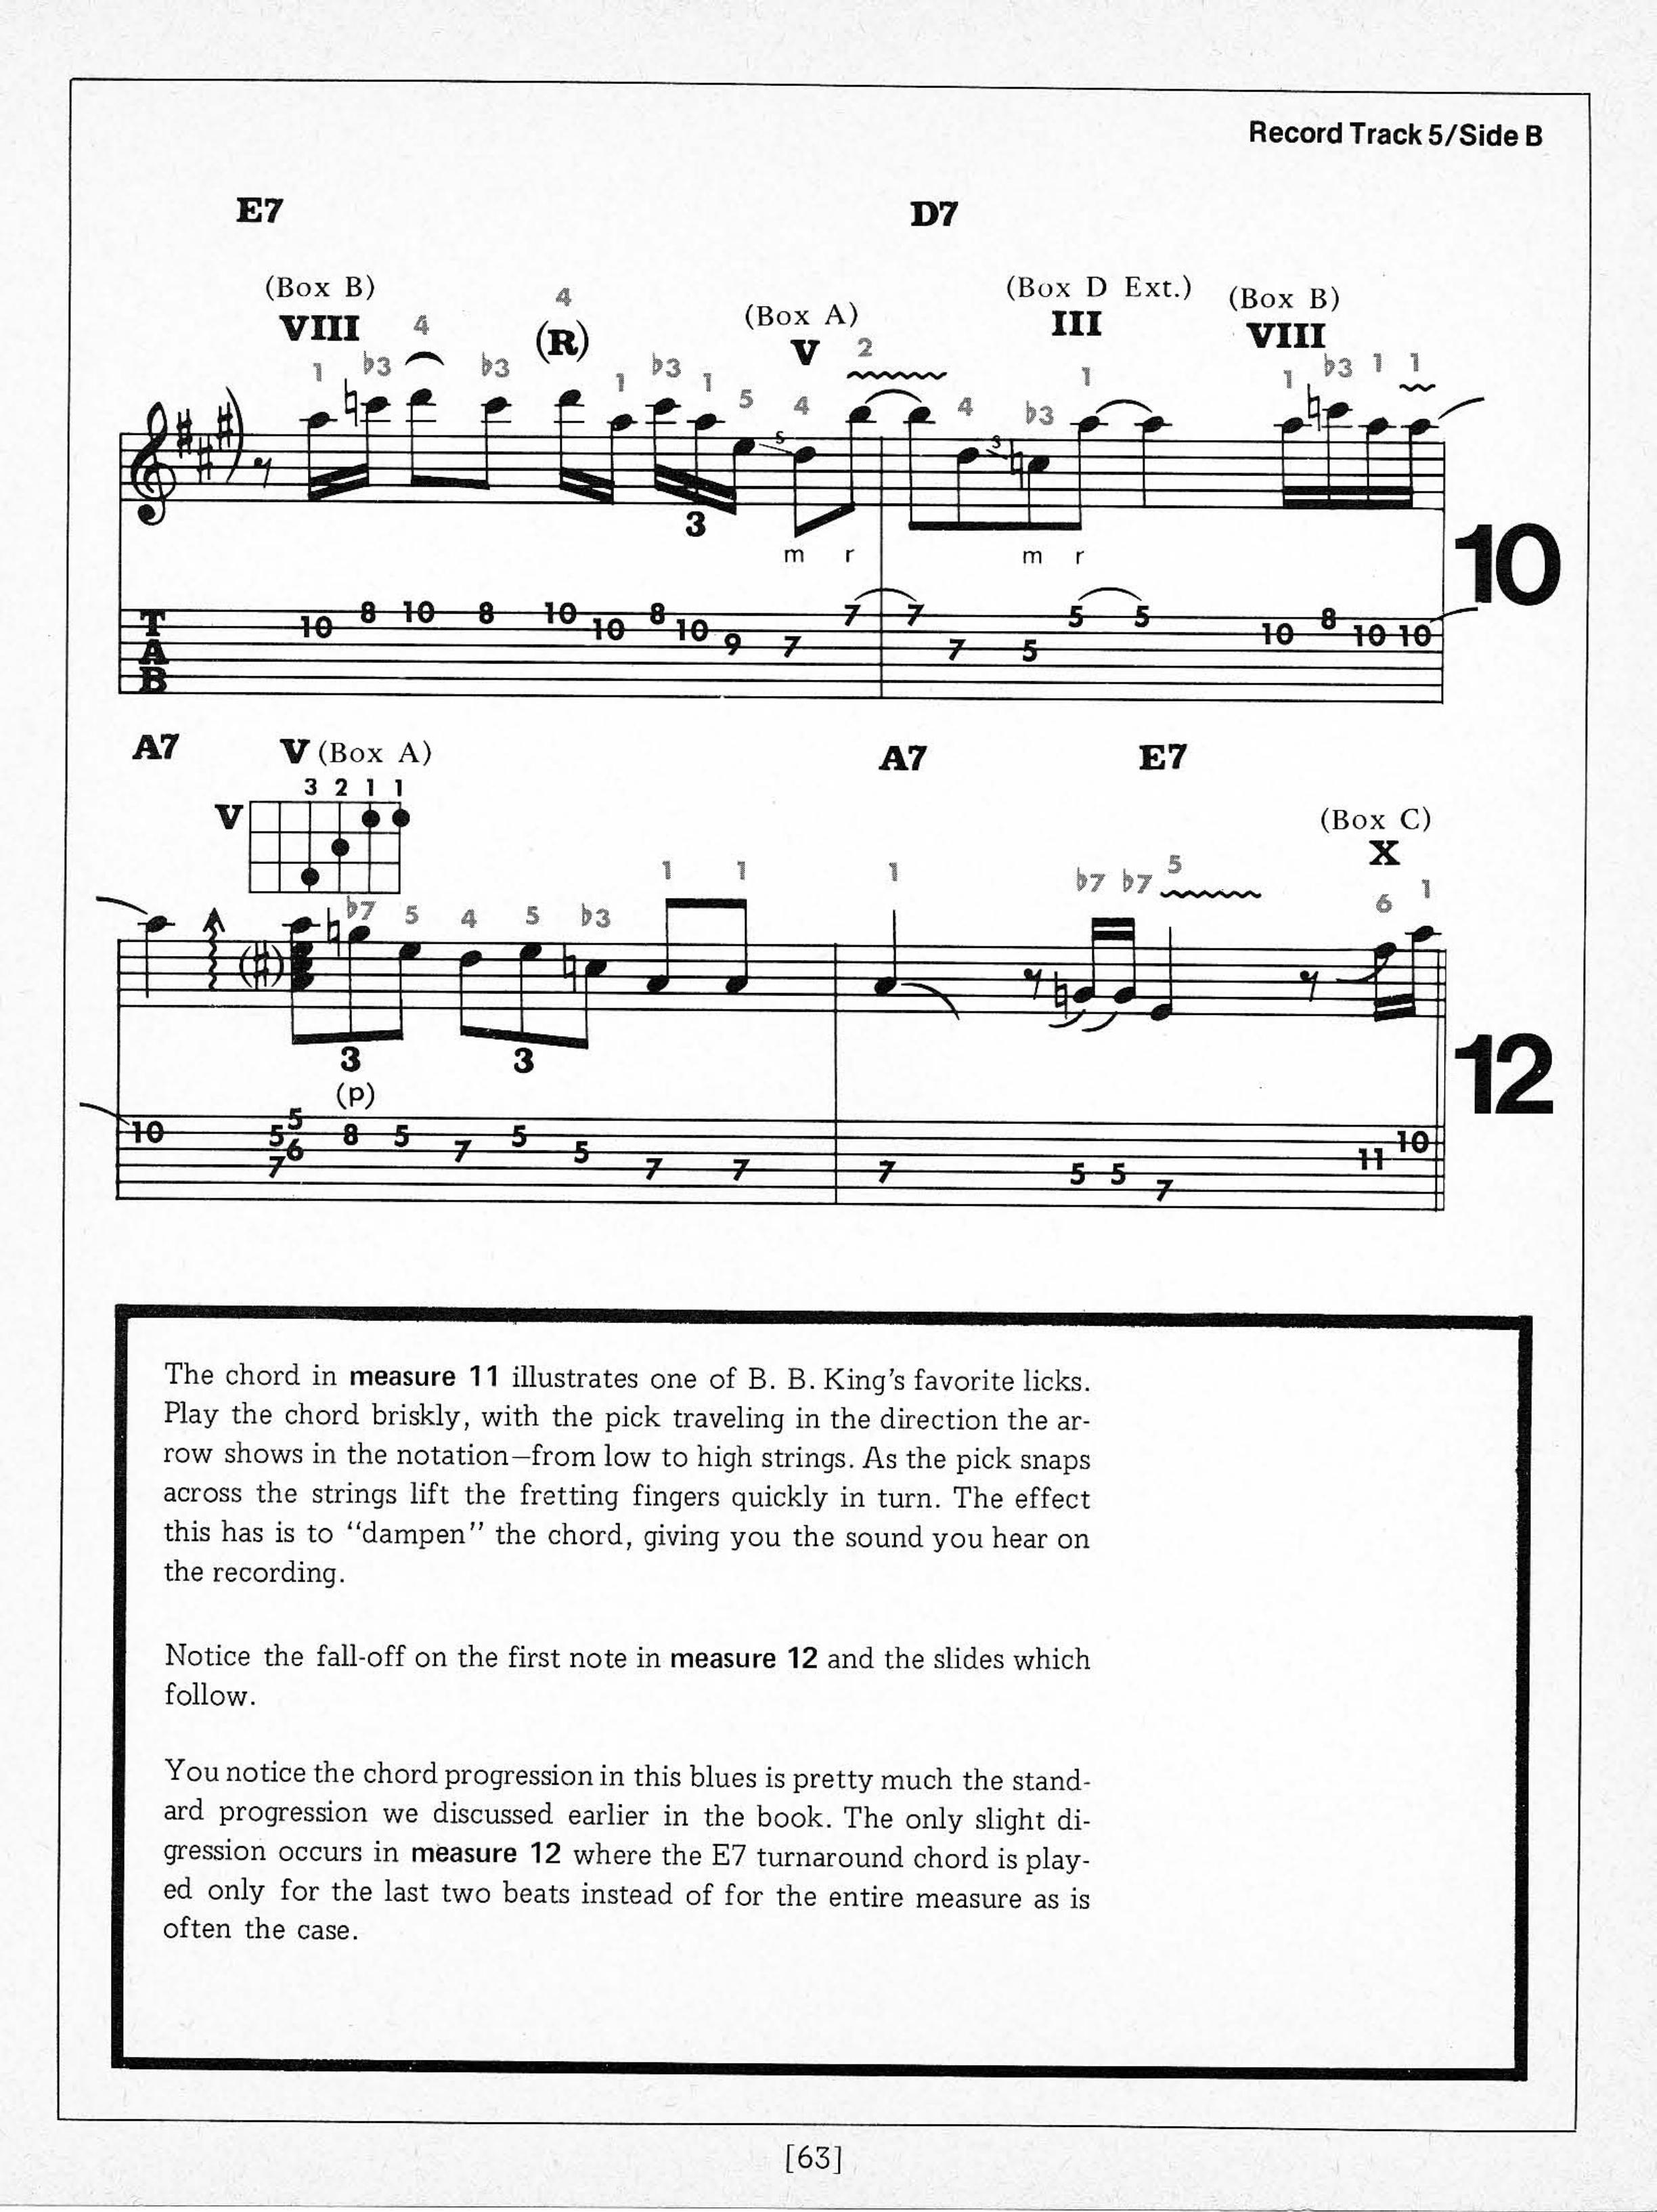 Record Track 5/Side B
E7 D7
(Box B) 4 (Box A) (Box D Ext.) (Box B)
VIII 4 (R) V 2 III VIII
1 ♭3 ♭3 1 ♭3 1 5 4 4 ♭3 1 1 ♭3 1 1
s s
3
m r m r
10
T
A
B
10 8 10 8 10 10 8 10 9 7 7 7 7 5 5 5 10 8 10 10
A7 V (Box A) A7 E7
3 2 1 1
V (Box C)
X
♭7 5 4 5 ♭3 1 1 1 ♭7 ♭7 5 6 1
(#)
3 3
(p)
12
10 5 5 6 7 8 5 7 5 5 7 7 7 5 5 7 11 10
The chord in measure 11 illustrates one of B. B. King's favorite licks.
Play the chord briskly, with the pick traveling in the direction the ar-
row shows in the notation—from low to high strings. As the pick snaps
across the strings lift the fretting fingers quickly in turn. The effect
this has is to “dampen” the chord, giving you the sound you hear on
the recording.
Notice the fall-off on the first note in measure 12 and the slides which
follow.
You notice the chord progression in this blues is pretty much the stand-
ard progression we discussed earlier in the book. The only slight di-
gression occurs in measure 12 where the E7 turnaround chord is play-
ed only for the last two beats instead of for the entire measure as is
often the case.
[63]